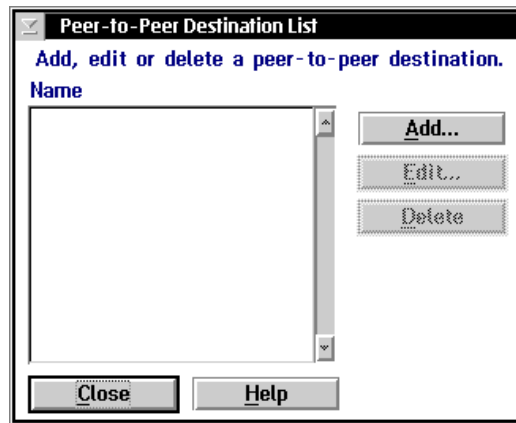 Peer-to-Peer Destination List
Add, edit or delete a peer-to-peer destination.
Name
Add...
Edit...
Delete
Close
Help